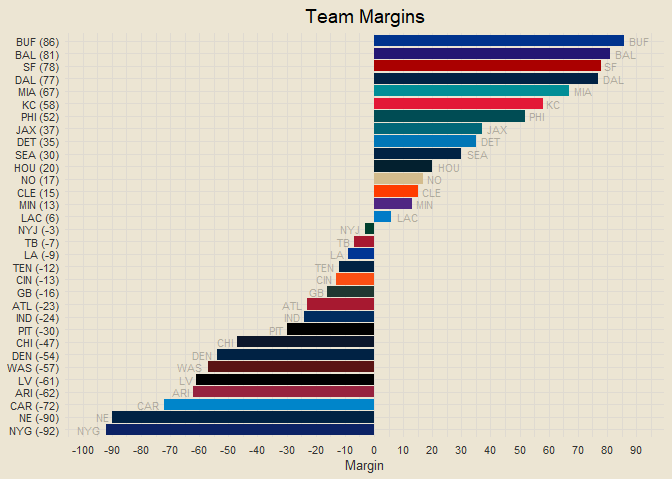 Team Margins
BUF (86) BUF
BAL (81) BAL
SF (78) SF
DAL (77) DAL
MIA (67) MIA
KC (58) KC
PHI (52) PHI
JAX (37) JAX
DET (35) DET
SEA (30) SEA
HOU (20) HOU
NO (17) NO
CLE (15) CLE
MIN (13) MIN
LAC (6) LAC
NYJ (-3) NYJ
TB (-7) TB
LA (-9) LA
TEN (-12) TEN
CIN (-13) CIN
GB (-16) GB
ATL (-23) ATL
IND (-24) IND
PIT (-30) PIT
CHI (-47) CHI
DEN (-54) DEN
WAS (-57) WAS
LV (-61) LV
ARI (-62) ARI
CAR (-72) CAR
NE (-90) NE
NYG (-92) NYG
-100 -90 -80 -70 -60 -50 -40 -30 -20 -10 0 10 20 30 40 50 60 70 80 90
Margin